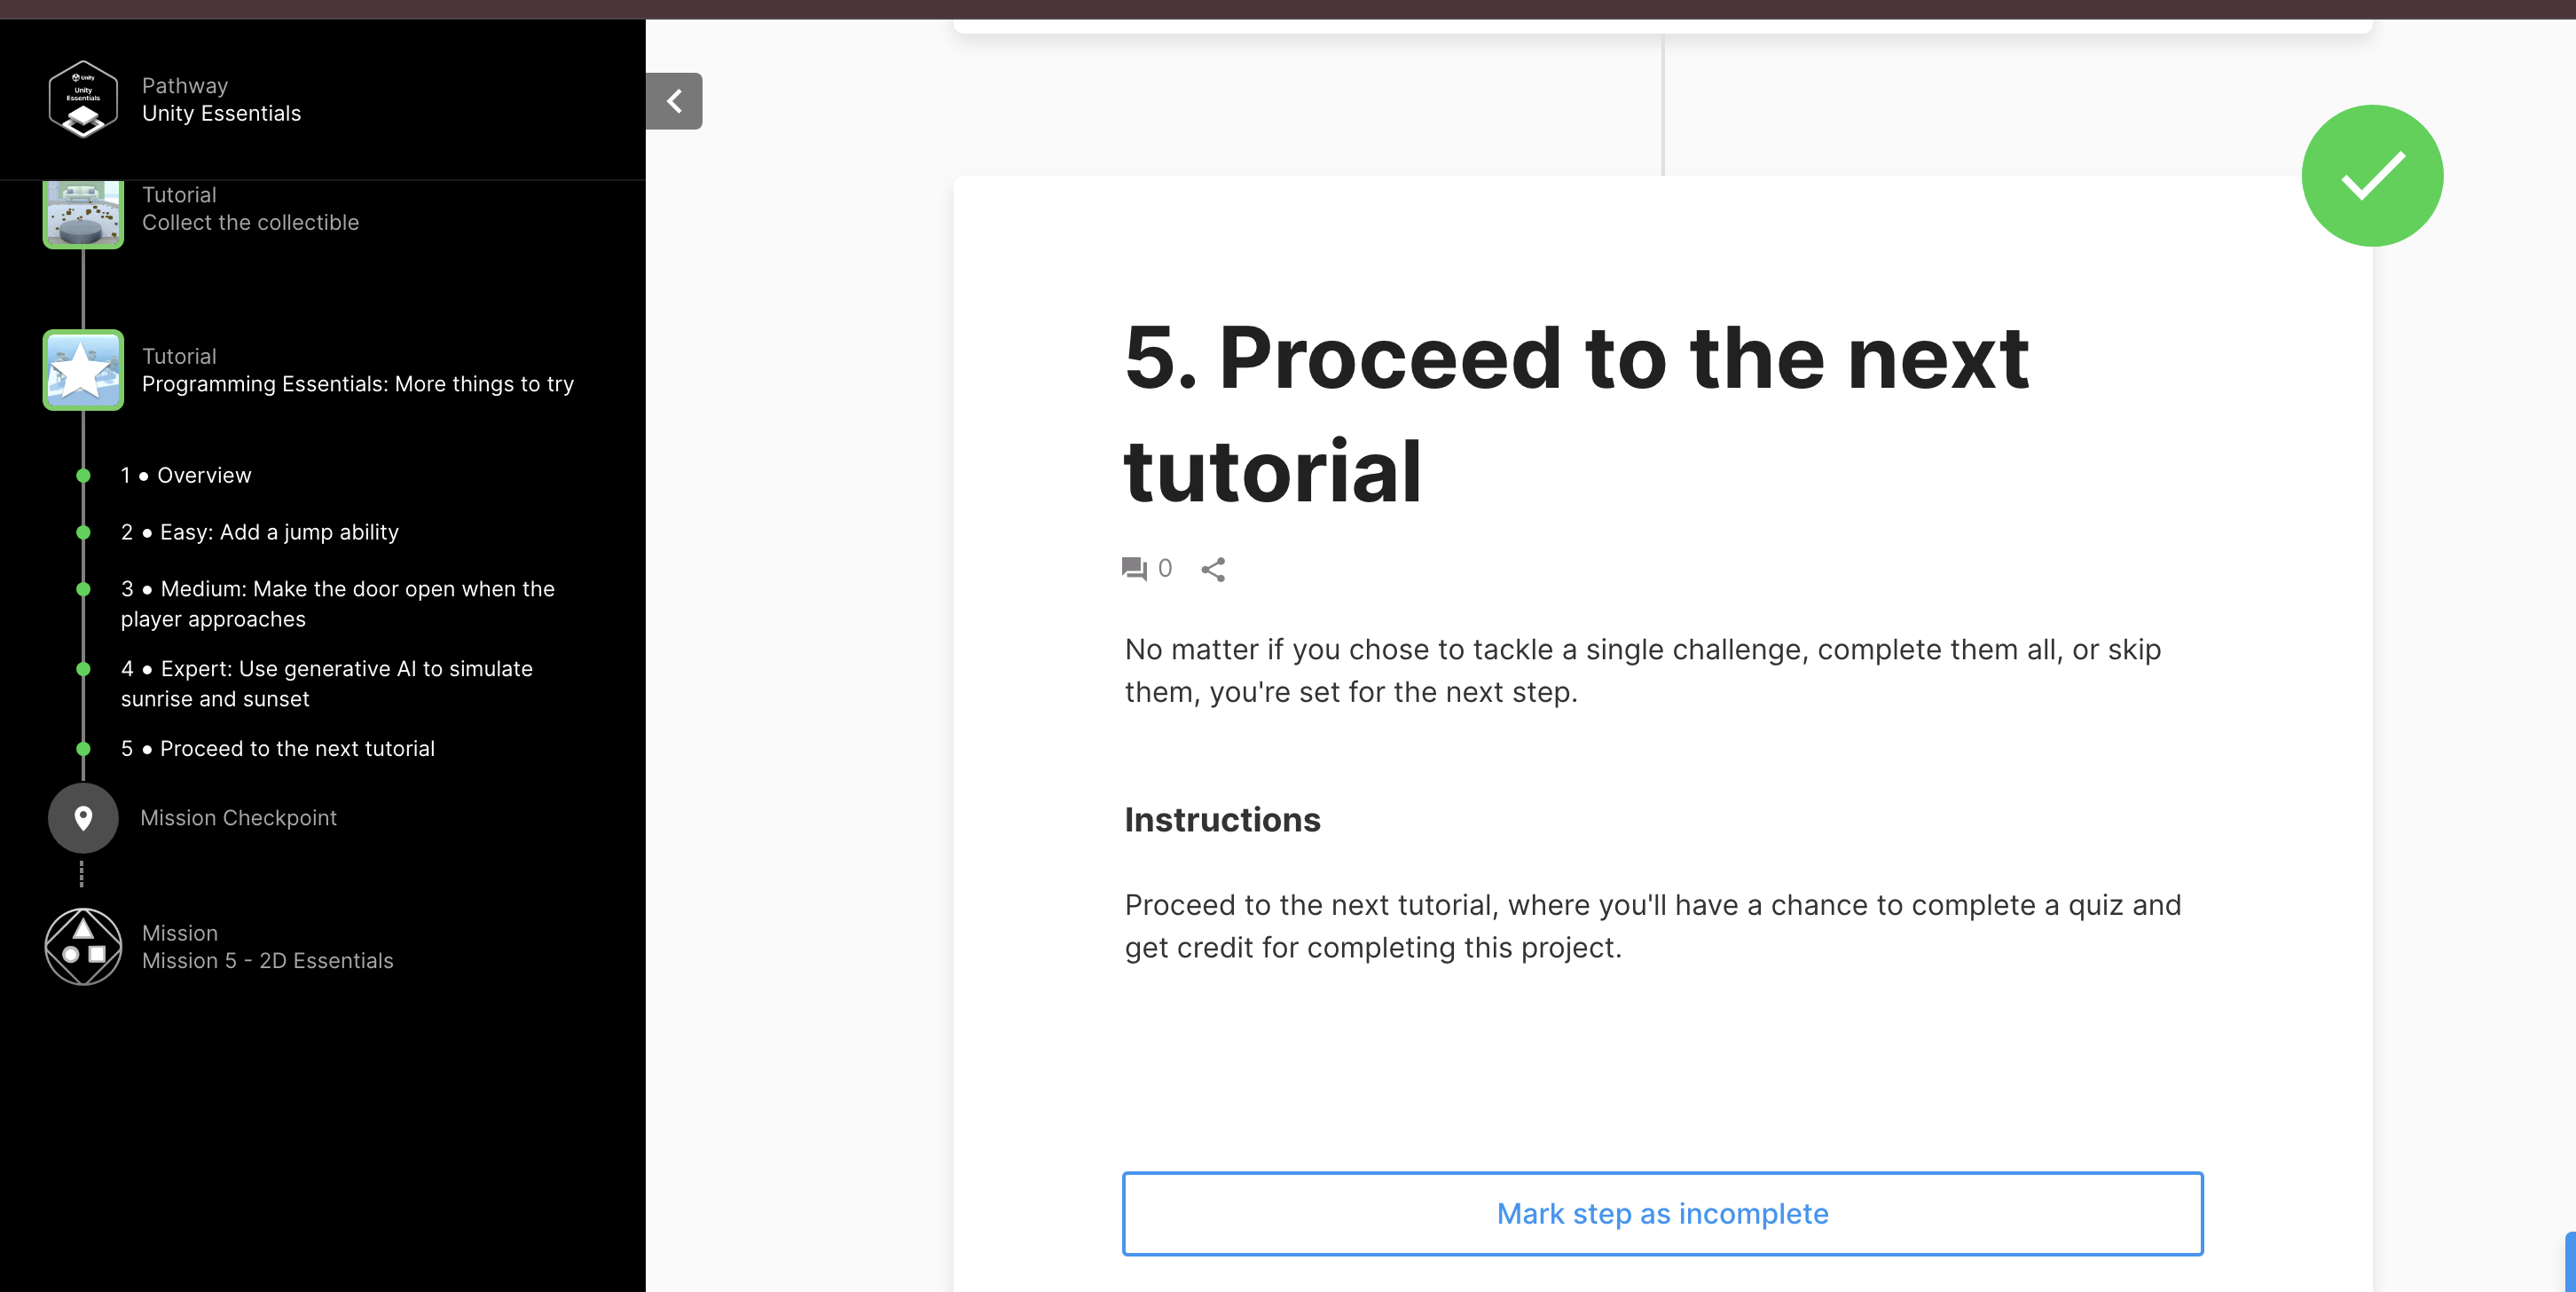 Unity
Unity
Essentials
Pathway
Unity Essentials
Tutorial
Collect the collectible
Tutorial
Programming Essentials: More things to try
1 ● Overview
2 ● Easy: Add a jump ability
3 ● Medium: Make the door open when the
player approaches
4 ● Expert: Use generative AI to simulate
sunrise and sunset
5 ● Proceed to the next tutorial
Mission Checkpoint
Mission
Mission 5 - 2D Essentials
5. Proceed to the next
tutorial
0
No matter if you chose to tackle a single challenge, complete them all, or skip
them, you're set for the next step.
Instructions
Proceed to the next tutorial, where you'll have a chance to complete a quiz and
get credit for completing this project.
Mark step as incomplete